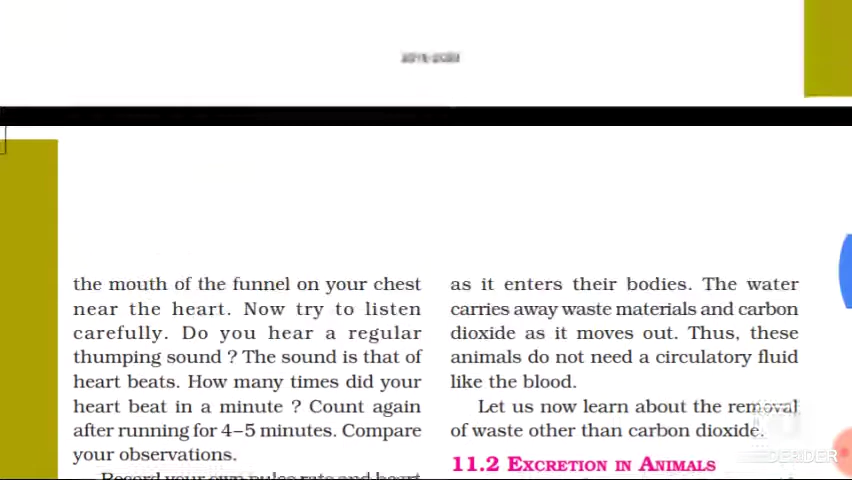 the mouth of the funnel on your chest
near the heart. Now try to listen
carefully. Do you hear a regular
thumping sound ? The sound is that of
heart beats. How many times did your
heart beat in a minute ? Count again
after running for 4–5 minutes. Compare
your observations.
Record your own pulse rate and heart
as it enters their bodies. The water
carries away waste materials and carbon
dioxide as it moves out. Thus, these
animals do not need a circulatory fluid
like the blood.
Let us now learn about the removal
of waste other than carbon dioxide.
11.2 EXCRETION IN ANIMALS